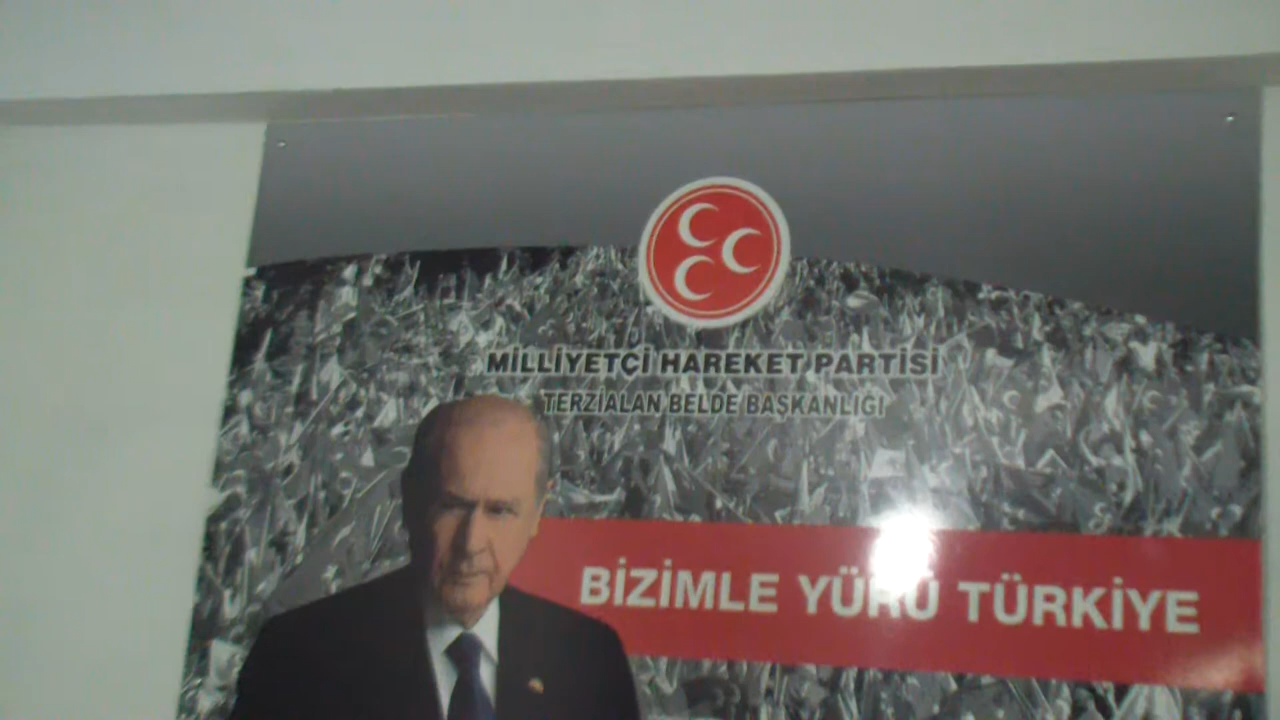 MİLLİYETÇİ HAREKET PARTİSİ
TERZİALAN BELDE BAŞKANLIĞI
BİZİMLE YÜRÜ TÜRKİYE